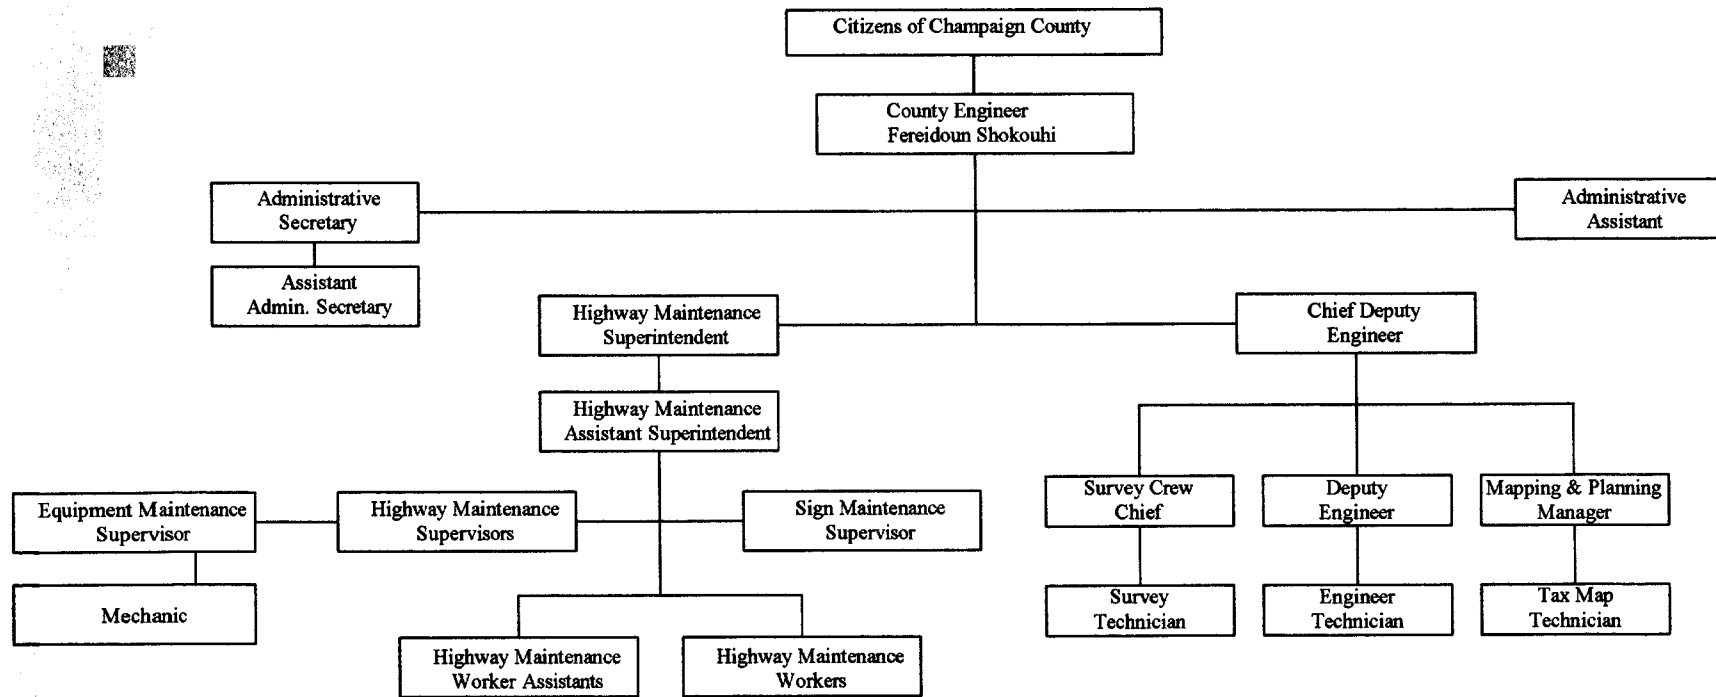 Citizens of Champaign County
County Engineer
Fereidoun Shokouhi
Administrative
Secretary
Administrative
Assistant
Assistant
Admin. Secretary
Highway Maintenance
Superintendent
Chief Deputy
Engineer
Highway Maintenance
Assistant Superintendent
Equipment Maintenance
Supervisor
Highway Maintenance
Supervisors
Sign Maintenance
Supervisor
Survey Crew
Chief
Deputy
Engineer
Mapping & Planning
Manager
Mechanic
Survey
Technician
Engineer
Technician
Tax Map
Technician
Highway Maintenance
Worker Assistants
Highway Maintenance
Workers